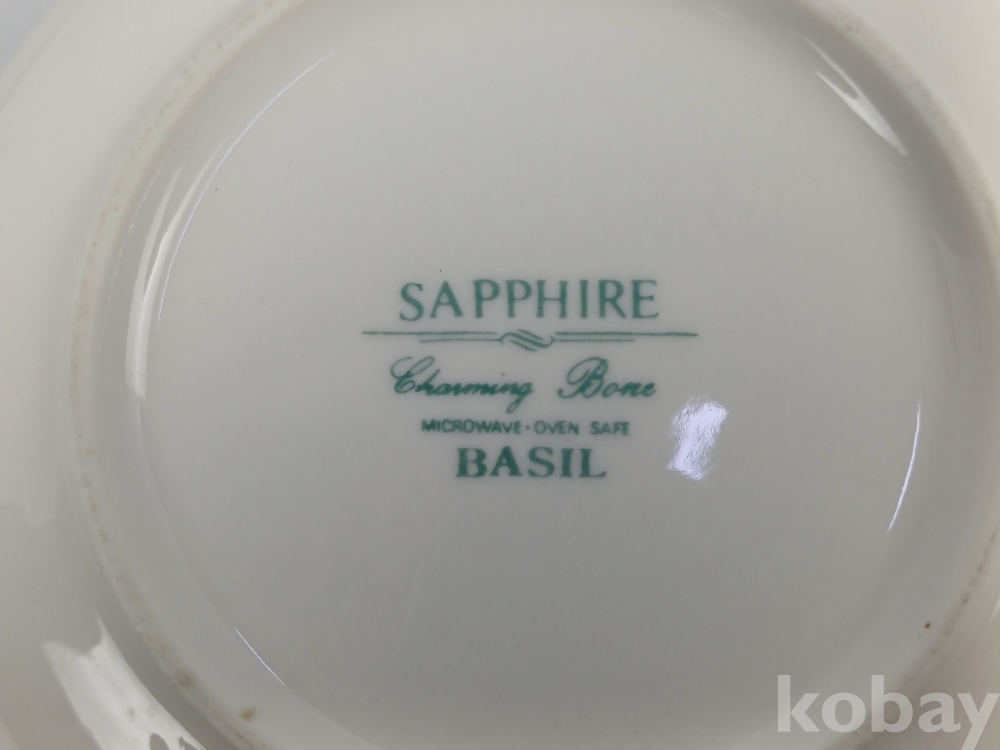 SAPPHIRE
Charming Bone
MICROWAVE · OVEN SAFE
BASIL
kobay